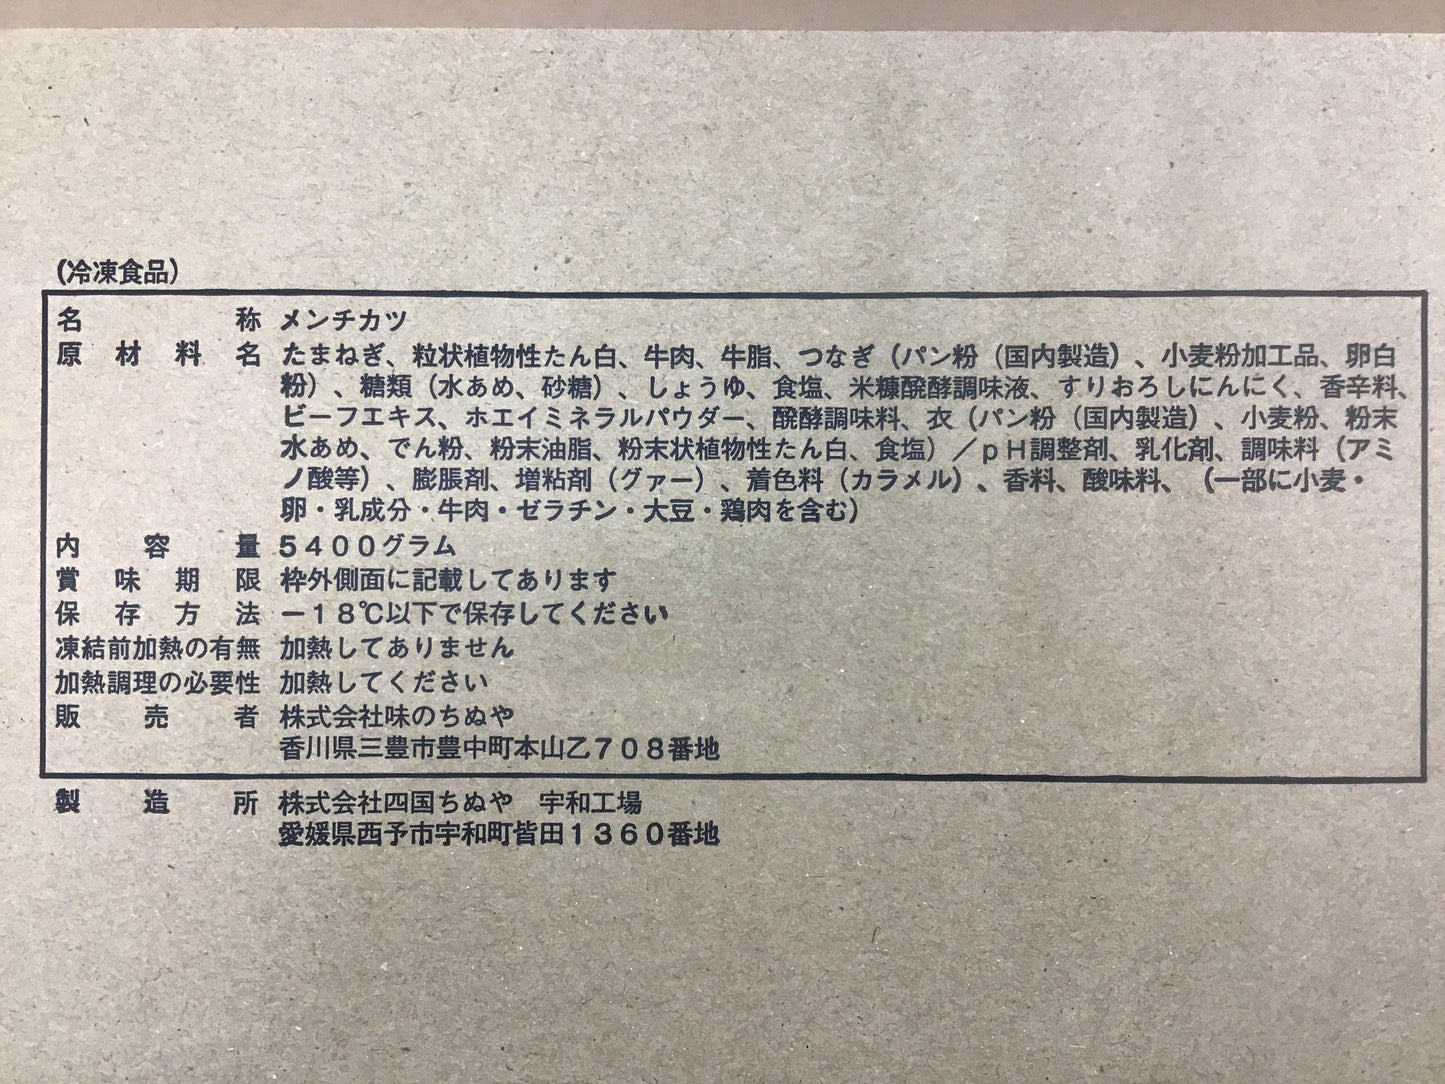 (冷凍食品)
名称 メンチカツ
原材料名 たまねぎ、粒状植物性たん白、牛肉、牛脂、つなぎ（パン粉（国内製造）、小麦粉加工品、卵白
粉）、糖類（水あめ、砂糖）、しょうゆ、食塩、米糠醗酵調味液、すりおろしにんにく、香辛料、
ビーフエキス、ホエイミネラルパウダー、醗酵調味料、衣（パン粉（国内製造）、小麦粉、粉末
水あめ、でん粉、粉末油脂、粉末状植物性たん白、食塩）／ｐＨ調整剤、乳化剤、調味料（アミ
ノ酸等）、膨脹剤、増粘剤（グァー）、着色料（カラメル）、香料、酸味料、（一部に小麦・
卵・乳成分・牛肉・ゼラチン・大豆・鶏肉を含む）
内容量 ５４００グラム
賞味期限 枠外側面に記載してあります
保存方法 －１８℃以下で保存してください
凍結前加熱の有無 加熱してありません
加熱調理の必要性 加熱してください
販売者 株式会社味のちぬや
香川県三豊市豊中町本山乙７０８番地
製造所 株式会社四国ちぬや　宇和工場
愛媛県西予市宇和町皆田１３６０番地